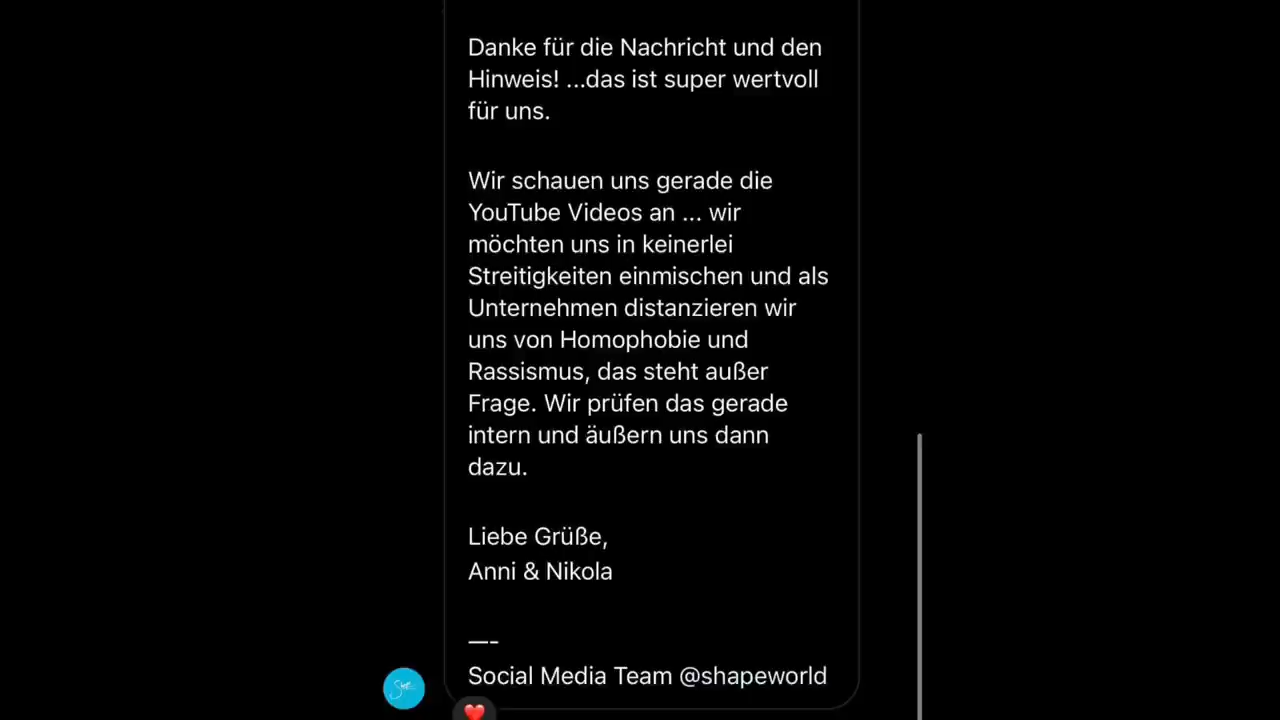 Danke für die Nachricht und den
Hinweis! ...das ist super wertvoll
für uns.
Wir schauen uns gerade die
YouTube Videos an ... wir
möchten uns in keinerlei
Streitigkeiten einmischen und als
Unternehmen distanzieren wir
uns von Homophobie und
Rassismus, das steht außer
Frage. Wir prüfen das gerade
intern und äußern uns dann
dazu.
Liebe Grüße,
Anni & Nikola
—-
Social Media Team @shapeworld